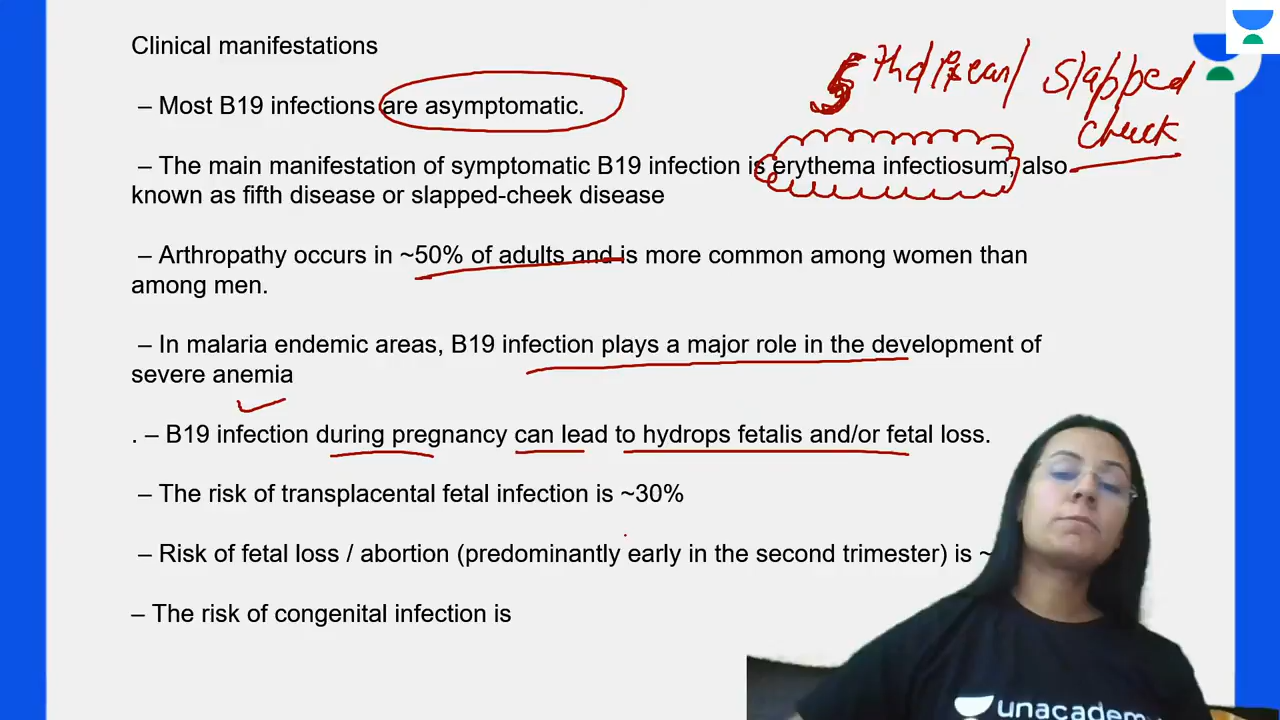 Clinical manifestations
5 thd/ / Slapped
cheek
– Most B19 infections are asymptomatic.
– The main manifestation of symptomatic B19 infection is erythema infectiosum, also
known as fifth disease or slapped-cheek disease
– Arthropathy occurs in ~50% of adults and is more common among women than
among men.
– In malaria endemic areas, B19 infection plays a major role in the development of
severe anemia
. – B19 infection during pregnancy can lead to hydrops fetalis and/or fetal loss.
– The risk of transplacental fetal infection is ~30%
– Risk of fetal loss / abortion (predominantly early in the second trimester) is ~
– The risk of congenital infection is
unacademy